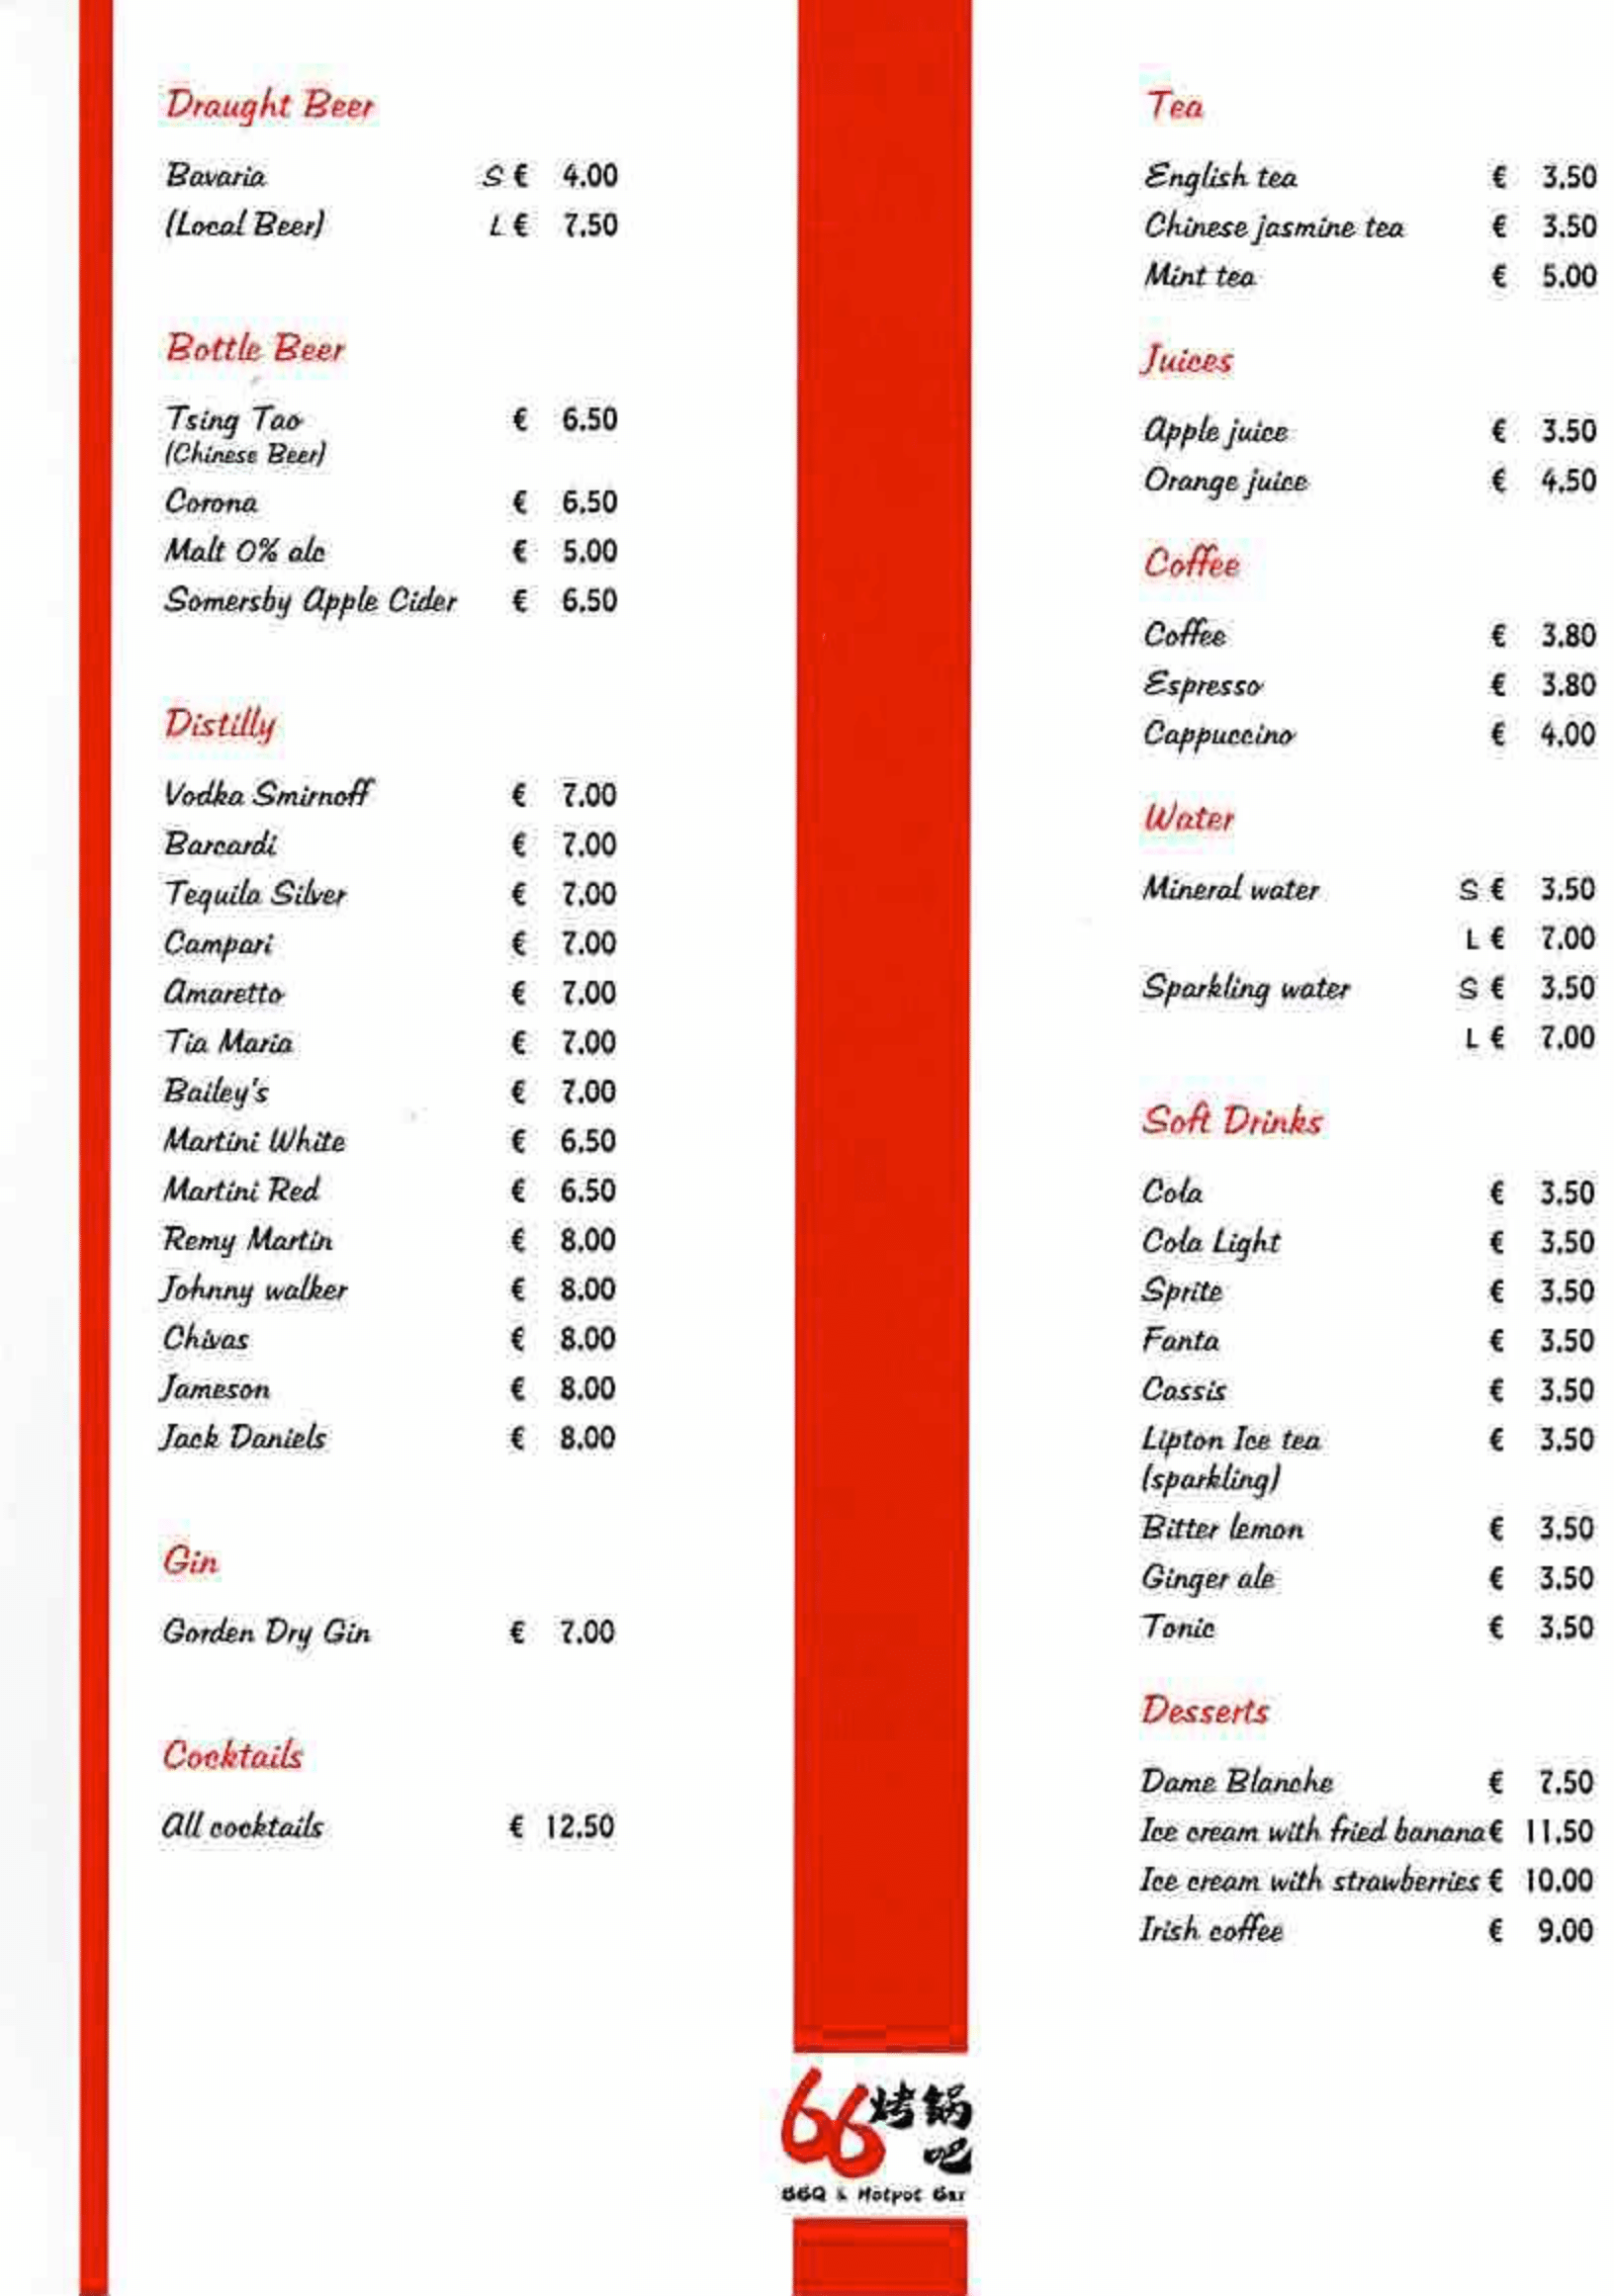 Draught Beer
Bavaria S € 4.00
(Local Beer) L € 7.50
Bottle Beer
Tsing Tao € 6.50
(Chinese Beer)
Corona € 6.50
Malt 0% alc € 5.00
Somersby Apple Cider € 6.50
Distilly
Vodka Smirnoff € 7.00
Barcardi € 7.00
Tequila Silver € 7.00
Campari € 7.00
Amaretto € 7.00
Tia Maria € 7.00
Bailey's € 7.00
Martini White € 6.50
Martini Red € 6.50
Remy Martin € 8.00
Johnny walker € 8.00
Chivas € 8.00
Jameson € 8.00
Jack Daniels € 8.00
Gin
Gorden Dry Gin € 7.00
Cocktails
All cocktails € 12.50
Tea
English tea € 3.50
Chinese jasmine tea € 3.50
Mint tea € 5.00
Juices
Apple juice € 3.50
Orange juice € 4.50
Coffee
Coffee € 3.80
Espresso € 3.80
Cappuccino € 4.00
Water
Mineral water S € 3.50
L € 7.00
Sparkling water S € 3.50
L € 7.00
Soft Drinks
Cola € 3.50
Cola Light € 3.50
Sprite € 3.50
Fanta € 3.50
Cassis € 3.50
Lipton Ice tea € 3.50
(sparkling)
Bitter lemon € 3.50
Ginger ale € 3.50
Tonic € 3.50
Desserts
Dame Blanche € 7.50
Ice cream with fried banana € 11.50
Ice cream with strawberries € 10.00
Irish coffee € 9.00
66 烤锅
吧
BBQ & Hotpot Bar